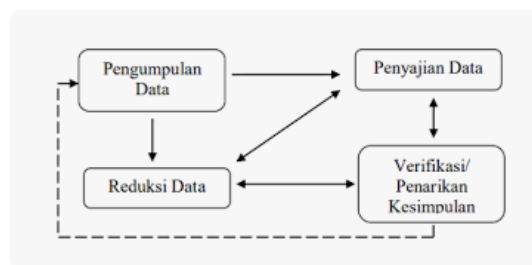 Pengumpulan
Data
Penyajian Data
Reduksi Data
Verifikasi/
Penarikan
Kesimpulan